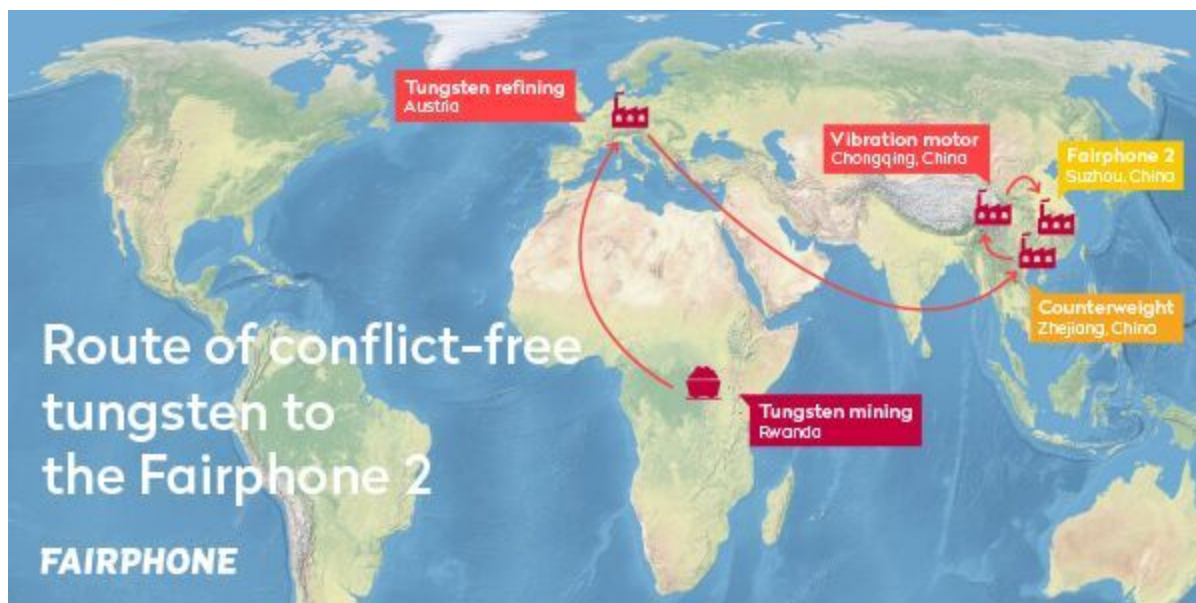 Tungsten refining
Austria
Vibration motor
Chongqing, China
Fairphone 2
Suzhou, China
Counterweight
Zhejiang, China
Tungsten mining
Rwanda
Route of conflict-free
tungsten to
the Fairphone 2
FAIRPHONE